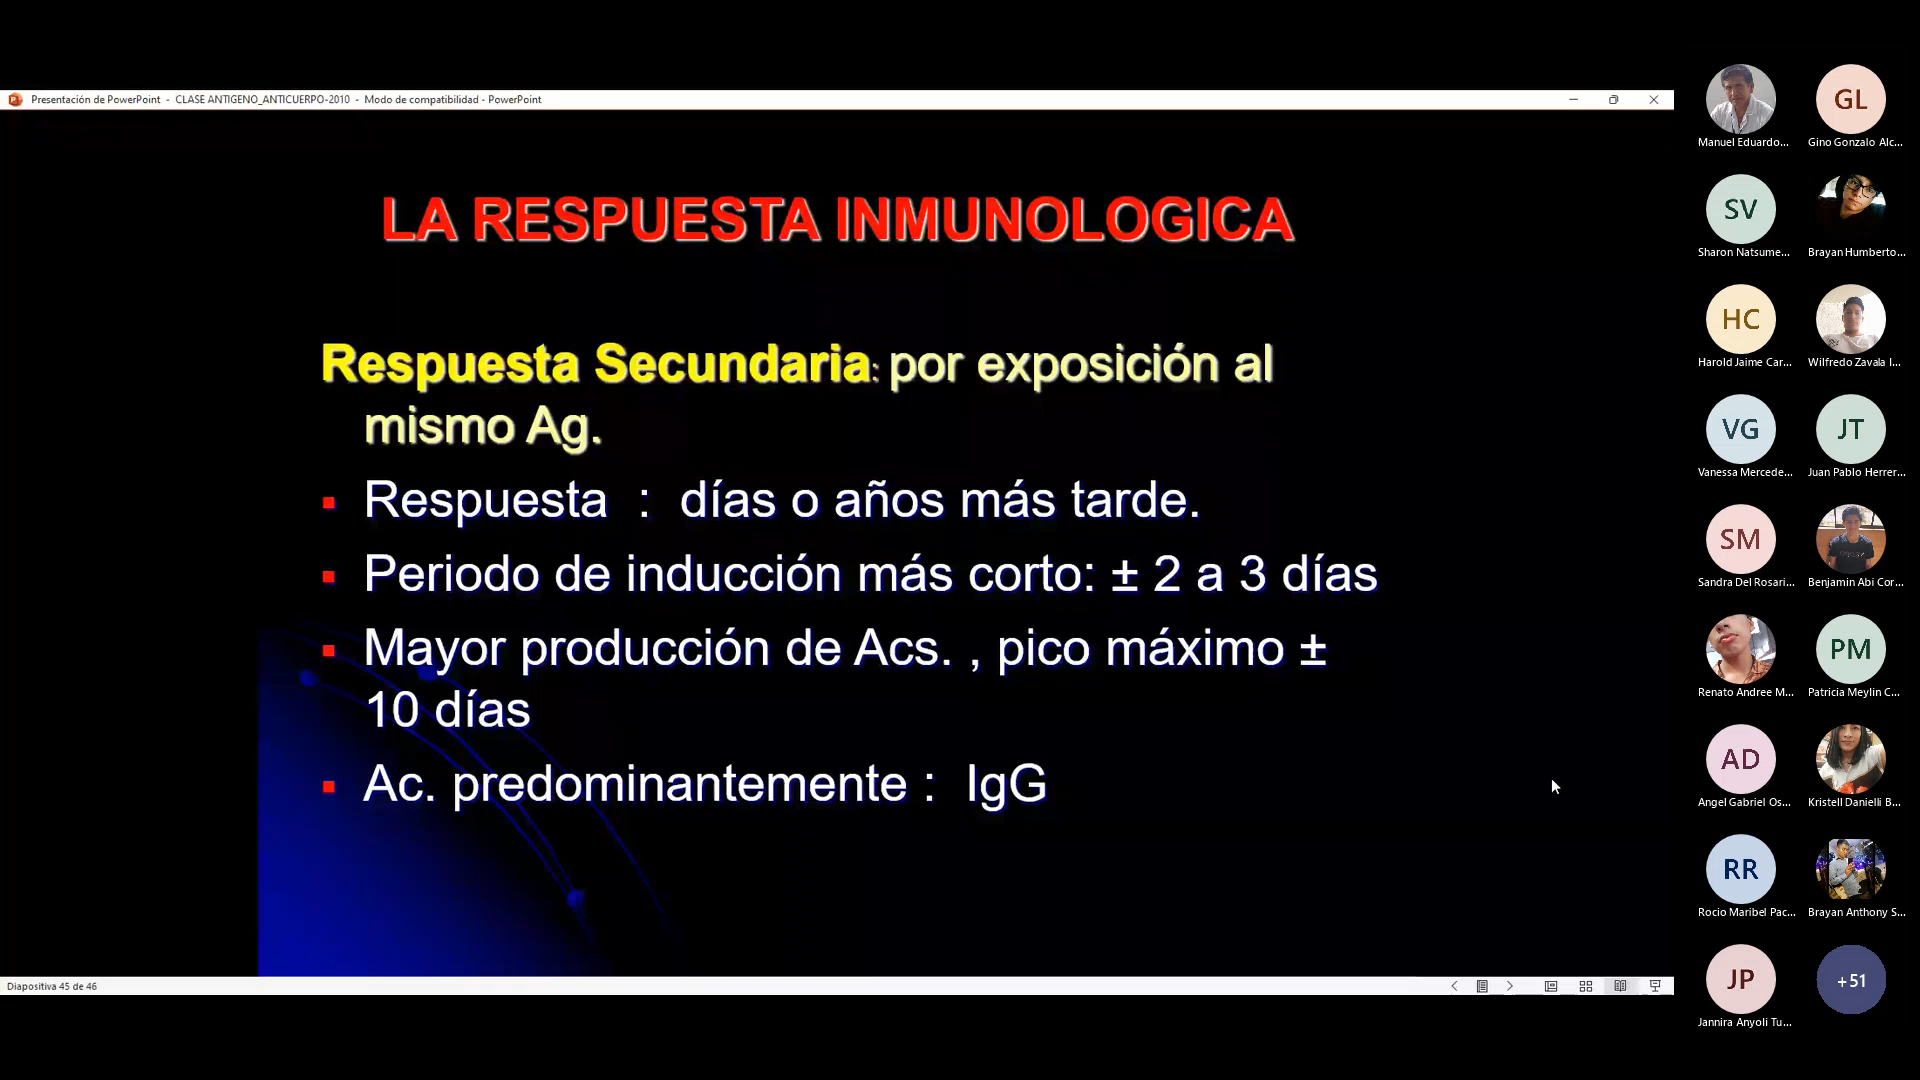 Presentación de PowerPoint - CLASE ANTIGENO_ANTICUERPO-2010 - Modo de compatibilidad - PowerPoint
LA RESPUESTA INMUNOLOGICA
Respuesta Secundaria: por exposición al
mismo Ag.
Respuesta : días o años más tarde.
Periodo de inducción más corto: ± 2 a 3 días
Mayor producción de Acs. , pico máximo ±
10 días
Ac. predominantemente : IgG
Diapositiva 45 de 46
GL
Manuel Eduardo... Gino Gonzalo Alc...
SV
Sharon Natsume... Brayan Humberto...
HC
Harold Jaime Car... Wilfredo Zavala I...
VG JT
Vanessa Mercede... Juan Pablo Herrer...
SM
Sandra Del Rosari... Benjamin Abi Cor...
PM
Renato Andree M... Patricia Meylin C...
AD
Angel Gabriel Os... Kristell Danielli B...
RR
Rocio Maribel Pac... Brayan Anthony S...
JP +51
Jannira Anyoli Tu...